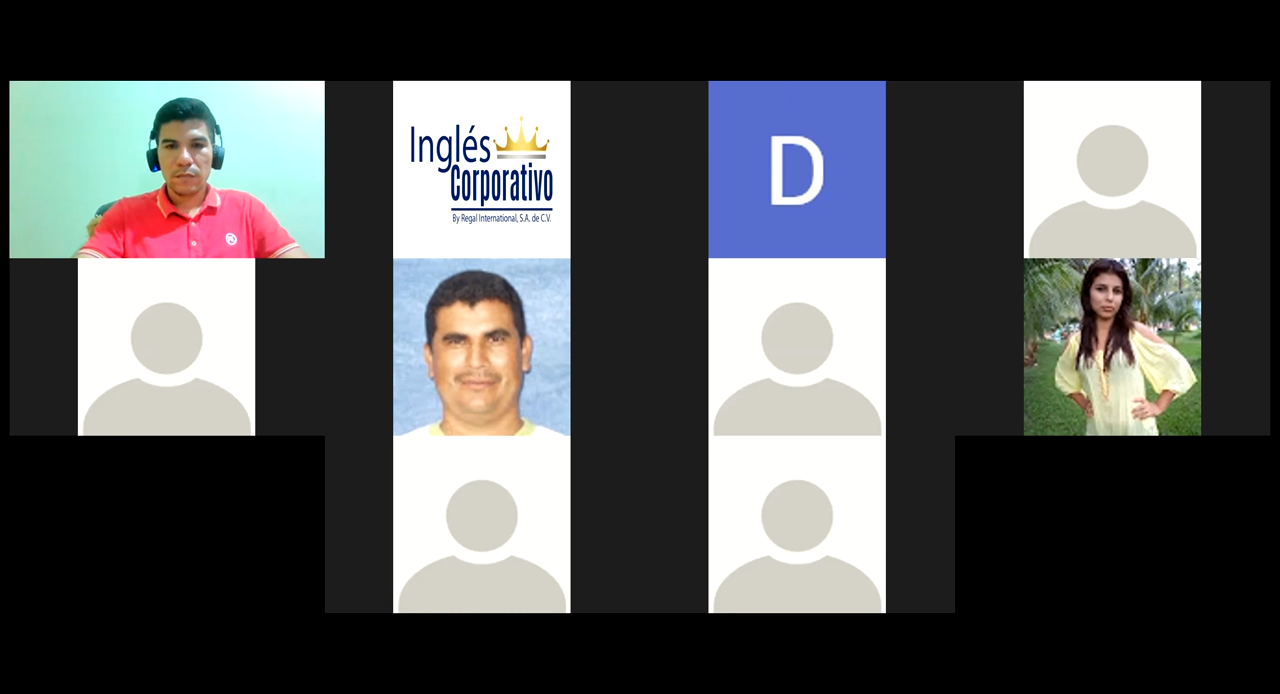 Inglés
Corporativo
By Regal International, S.A. de C.V.
D